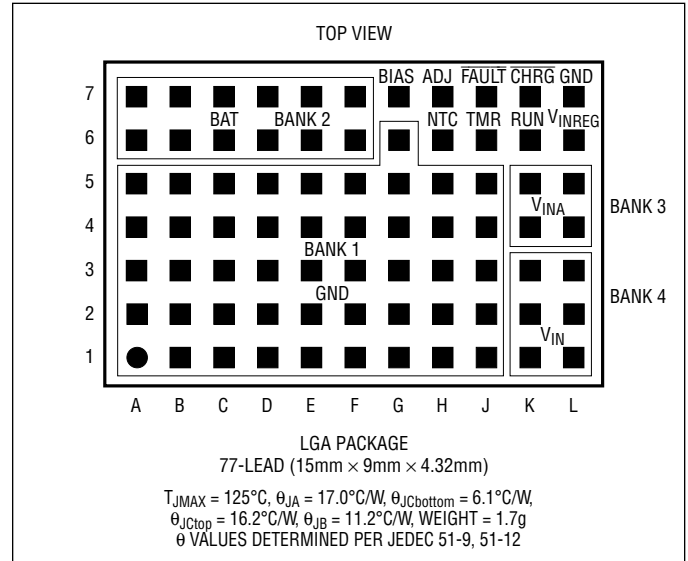 TOP VIEW
BIAS ADJ FAULT CHRG GND
7
BAT BANK 2 NTC TMR RUN VINREG
6
5
VINA BANK 3
4
BANK 1
3
GND BANK 4
2
VIN
1
A B C D E F G H J K L
LGA PACKAGE
77-LEAD (15mm × 9mm × 4.32mm)
TJMAX = 125°C, θJA = 17.0°C/W, θJCbottom = 6.1°C/W,
θJCtop = 16.2°C/W, θJB = 11.2°C/W, WEIGHT = 1.7g
θ VALUES DETERMINED PER JEDEC 51-9, 51-12